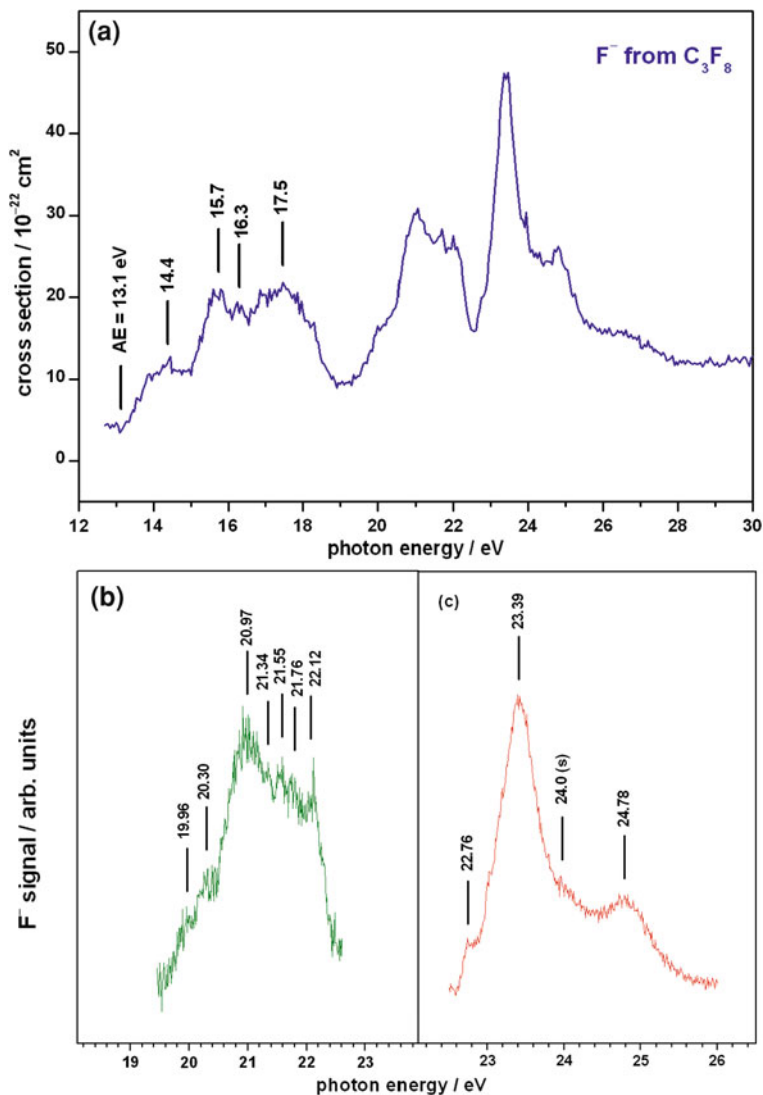 (a)
F⁻ from C₃F₈
cross section / 10⁻²² cm²
50
40
30
20
10
0
AE = 13.1 eV
14.4
15.7
16.3
17.5
12 14 16 18 20 22 24 26 28 30
photon energy / eV
F⁻ signal / arb. units
(b)
19.96
20.30
20.97
21.34
21.55
21.76
22.12
19 20 21 22 23
(c)
22.76
23.39
24.0 (s)
24.78
23 24 25 26
photon energy / eV